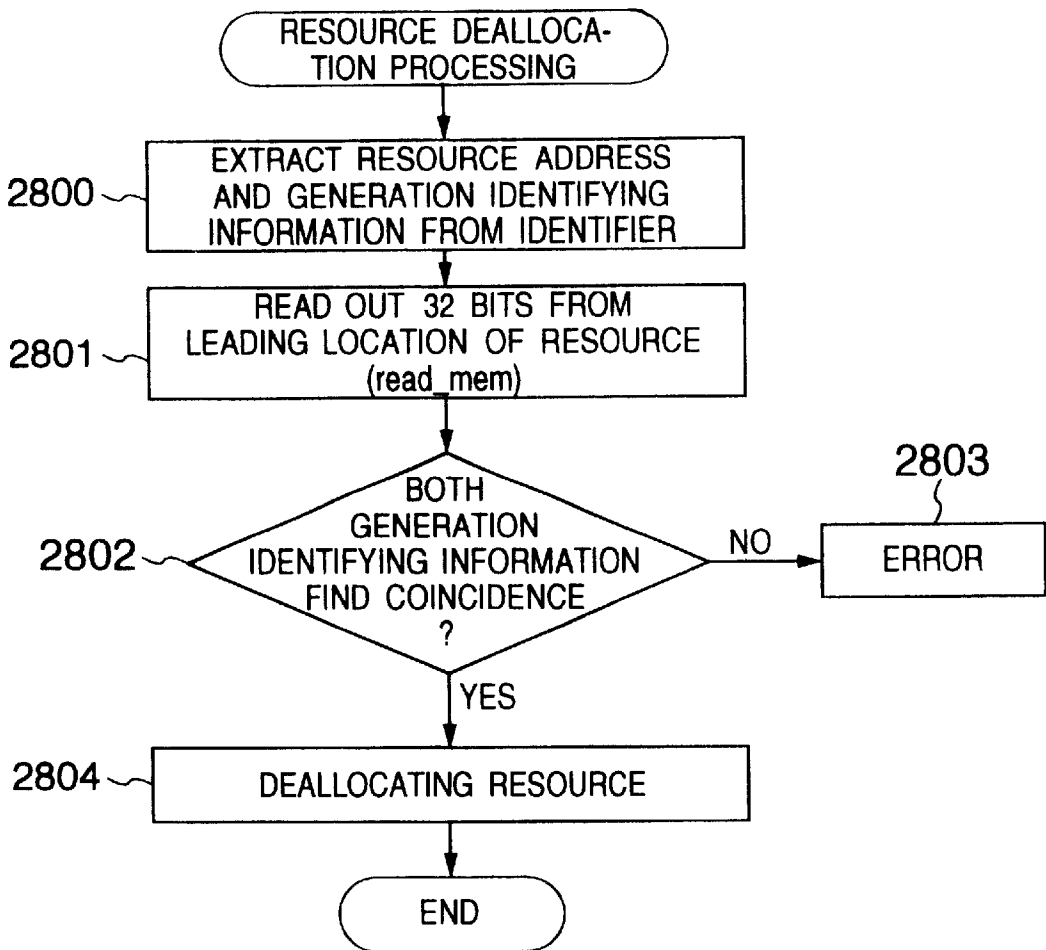 RESOURCE DEALLOCA-
TION PROCESSING
2800
EXTRACT RESOURCE ADDRESS
AND GENERATION IDENTIFYING
INFORMATION FROM IDENTIFIER
2801
READ OUT 32 BITS FROM
LEADING LOCATION OF RESOURCE
(read_mem)
2802
BOTH
GENERATION
IDENTIFYING INFORMATION
FIND COINCIDENCE
?
NO
2803
ERROR
YES
2804
DEALLOCATING RESOURCE
END